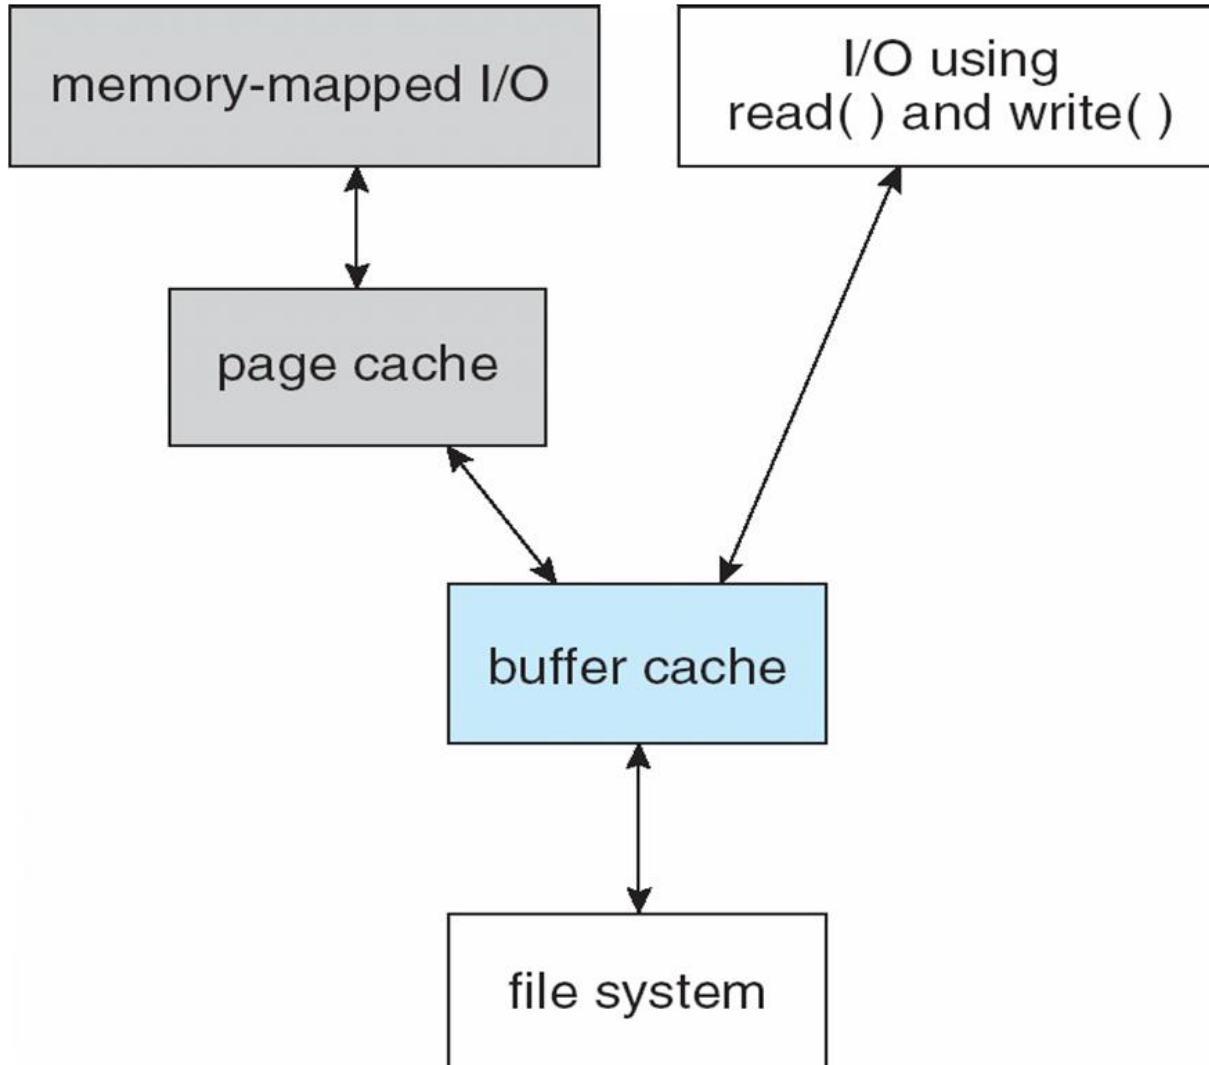 memory-mapped I/O
I/O using
read( ) and write( )
page cache
buffer cache
file system